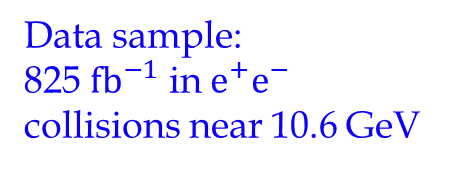 Data sample:
825 fb⁻¹ in e⁺e⁻
collisions near 10.6 GeV